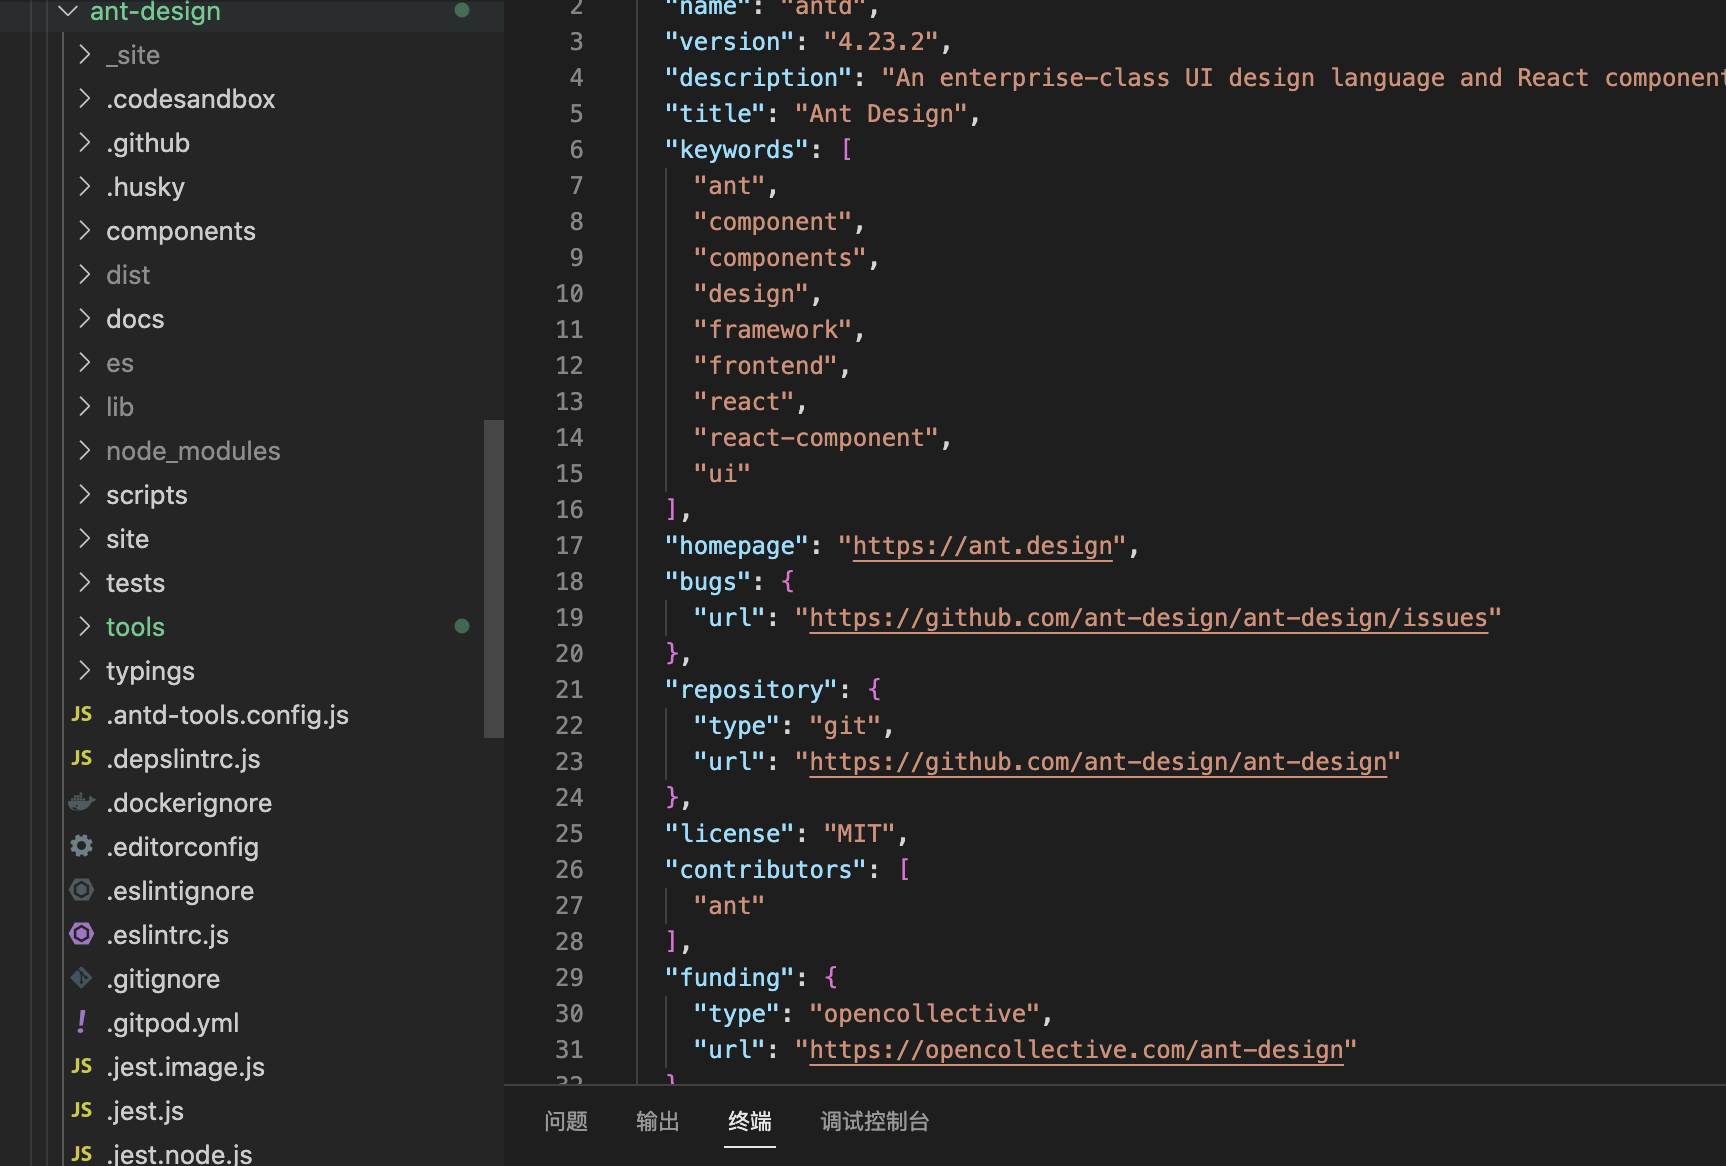 ant-design
_site
.codesandbox
.github
.husky
components
dist
docs
es
lib
node_modules
scripts
site
tests
tools
typings
JS .antd-tools.config.js
JS .depslintrc.js
.dockerignore
.editorconfig
.eslintignore
.eslintrc.js
.gitignore
! .gitpod.yml
JS .jest.image.js
JS .jest.js
JS .jest.node.js
2 "name": "antd",
3 "version": "4.23.2",
4 "description": "An enterprise-class UI design language and React component
5 "title": "Ant Design",
6 "keywords": [
7 "ant",
8 "component",
9 "components",
10 "design",
11 "framework",
12 "frontend",
13 "react",
14 "react-component",
15 "ui"
16 ],
17 "homepage": "https://ant.design",
18 "bugs": {
19 "url": "https://github.com/ant-design/ant-design/issues"
20 },
21 "repository": {
22 "type": "git",
23 "url": "https://github.com/ant-design/ant-design"
24 },
25 "license": "MIT",
26 "contributors": [
27 "ant"
28 ],
29 "funding": {
30 "type": "opencollective",
31 "url": "https://opencollective.com/ant-design"
32 }
问题 输出 终端 调试控制台